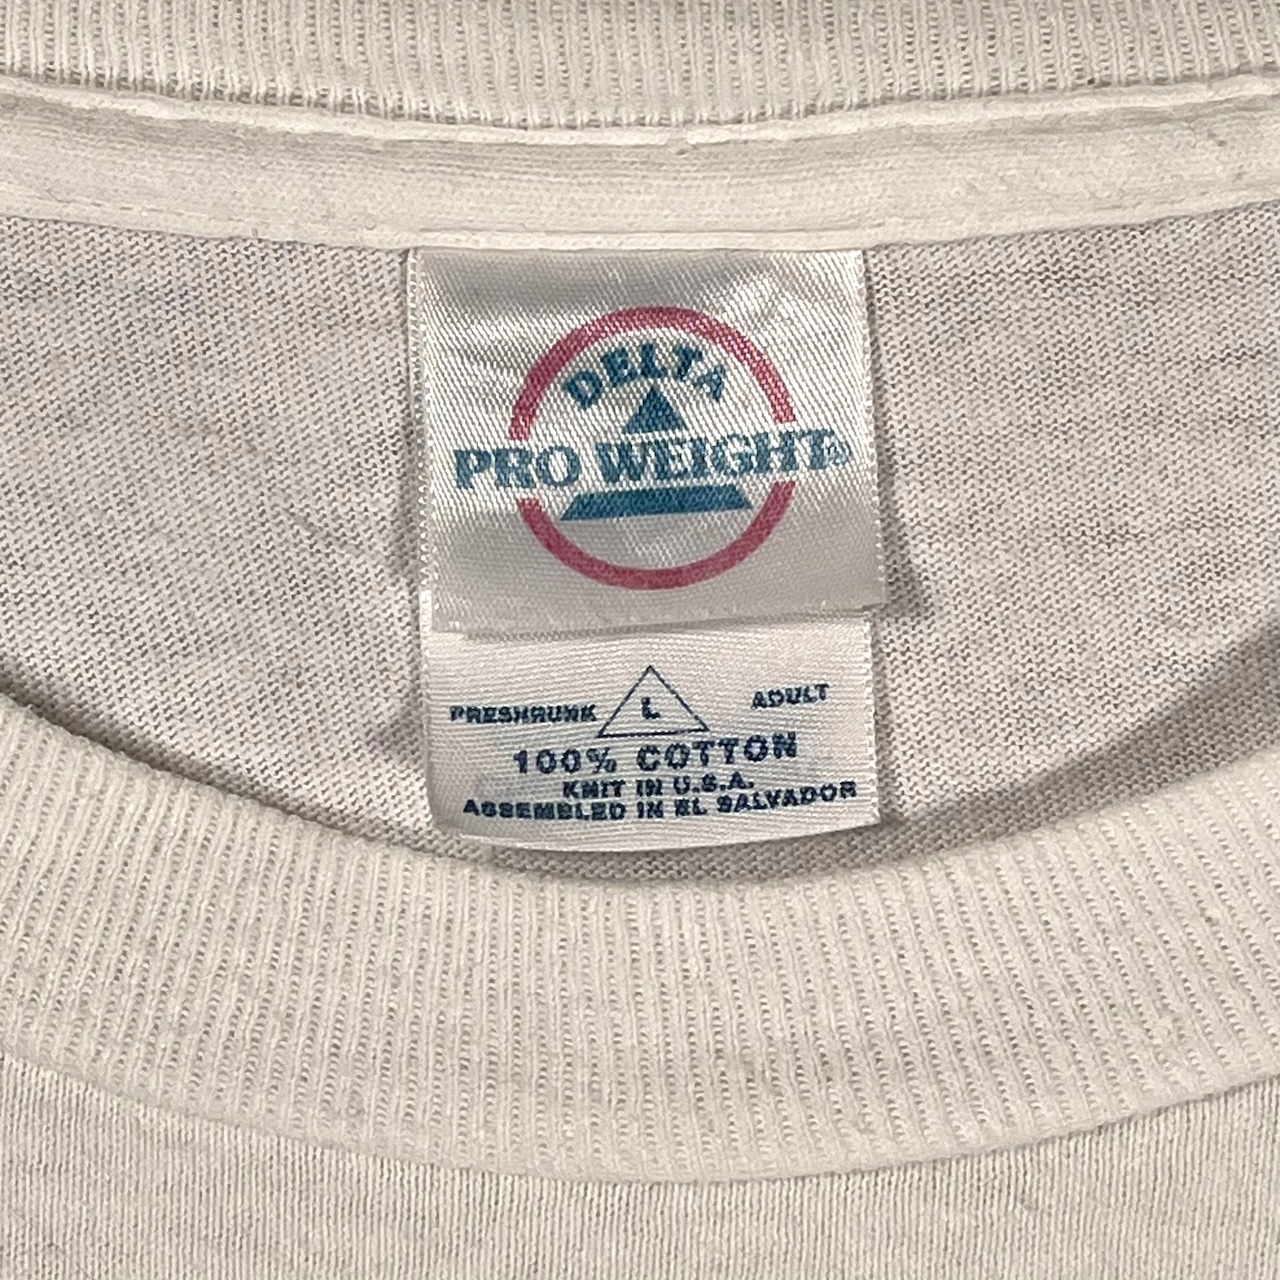 DELTA
PRO WEIGHT®
PRESHRUNK L ADULT
100% COTTON
KNIT IN U.S.A.
ASSEMBLED IN EL SALVADOR